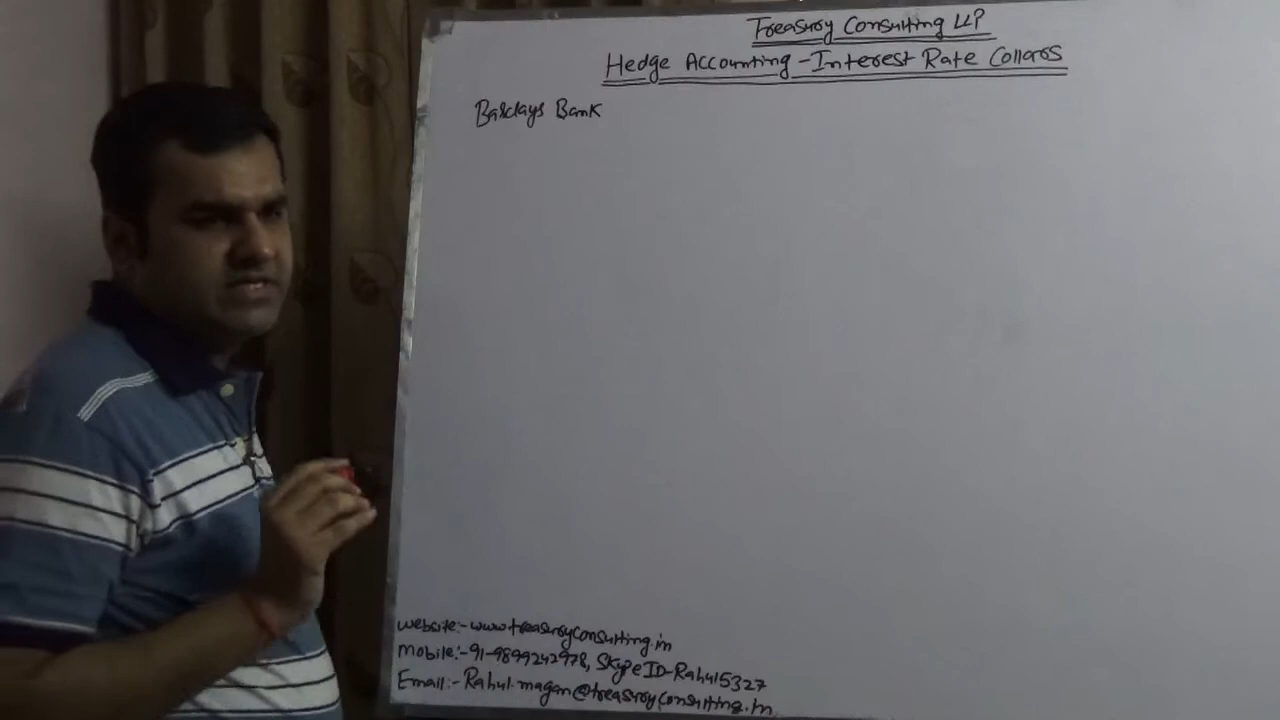 Treasury Consulting LLP
Hedge Accounting - Interest Rate Collars
Barclays Bank
Website:- www.treasuryconsulting.in
Mobile:- 91-9899242978, Skype ID-Rahul5327
Email:- Rahul.magan@treasuryconsulting.in